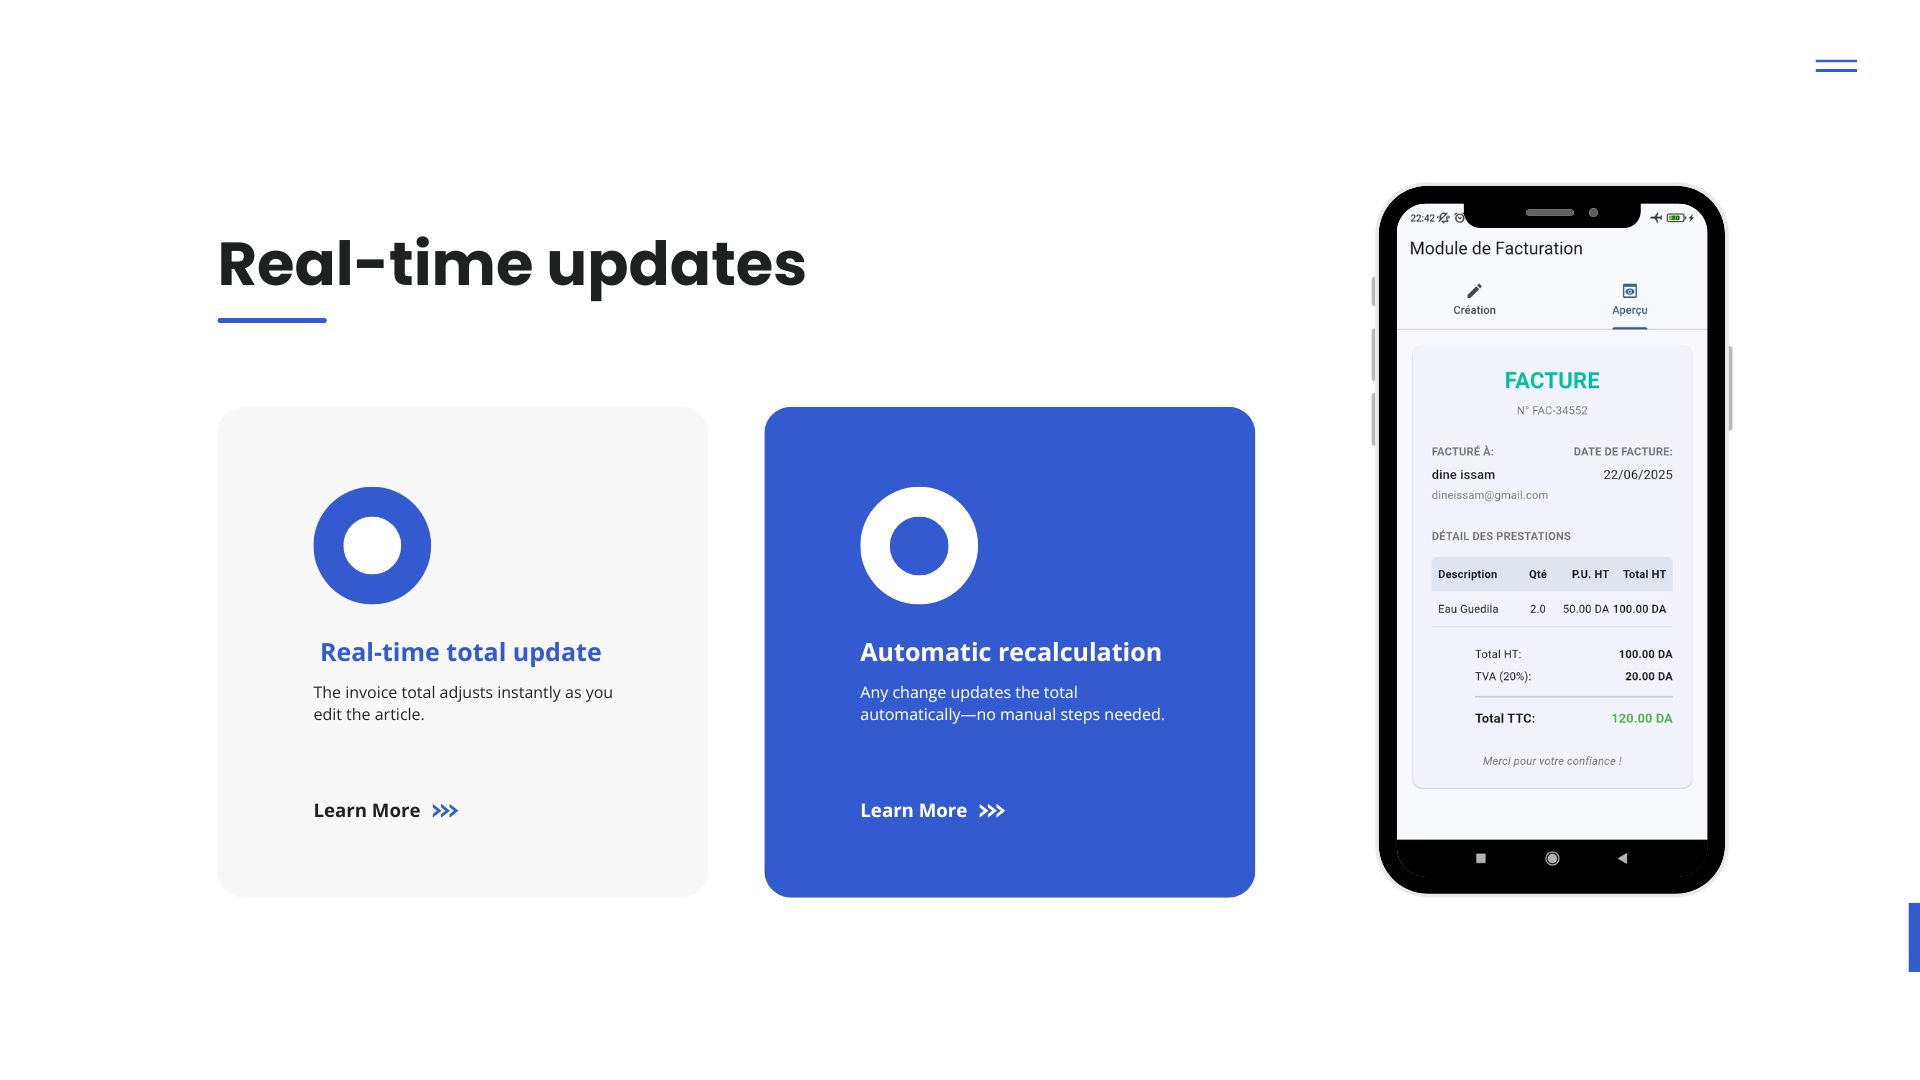 Real-time updates
Real-time total update
The invoice total adjusts instantly as you
edit the article.
Learn More
Automatic recalculation
Any change updates the total
automatically—no manual steps needed.
Learn More
22:42
Module de Facturation
Création
Aperçu
FACTURE
N° FAC-34552
FACTURÉ À: DATE DE FACTURE:
dine issam 22/06/2025
dineissam@gmail.com
DÉTAIL DES PRESTATIONS
Description Qté P.U. HT Total HT
Eau Guedila 2.0 50.00 DA 100.00 DA
Total HT: 100.00 DA
TVA (20%): 20.00 DA
Total TTC: 120.00 DA
Merci pour votre confiance !